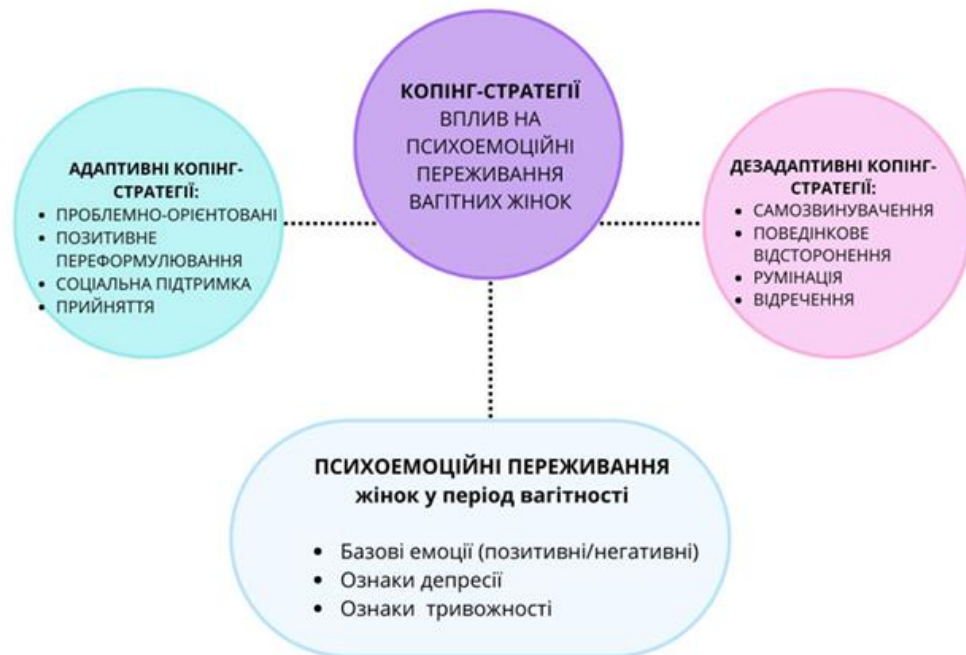 КОПІНГ-СТРАТЕГІЇ
ВПЛИВ НА
ПСИХОЕМОЦІЙНІ
ПЕРЕЖИВАННЯ
ВАГІТНИХ ЖІНОК
АДАПТИВНІ КОПІНГ-
СТРАТЕГІЇ:
• ПРОБЛЕМНО-ОРІЄНТОВАНІ
• ПОЗИТИВНЕ
ПЕРЕФОРМУЛЮВАННЯ
• СОЦІАЛЬНА ПІДТРИМКА
• ПРИЙНЯТТЯ
ДЕЗАДАПТИВНІ КОПІНГ-
СТРАТЕГІЇ:
• САМОЗВИНУВАЧЕННЯ
• ПОВЕДІНКОВЕ
ВІДСТОРОНЕННЯ
• РУМІНАЦІЯ
• ВІДРЕЧЕННЯ
ПСИХОЕМОЦІЙНІ ПЕРЕЖИВАННЯ
жінок у період вагітності
• Базові емоції (позитивні/негативні)
• Ознаки депресії
• Ознаки тривожності